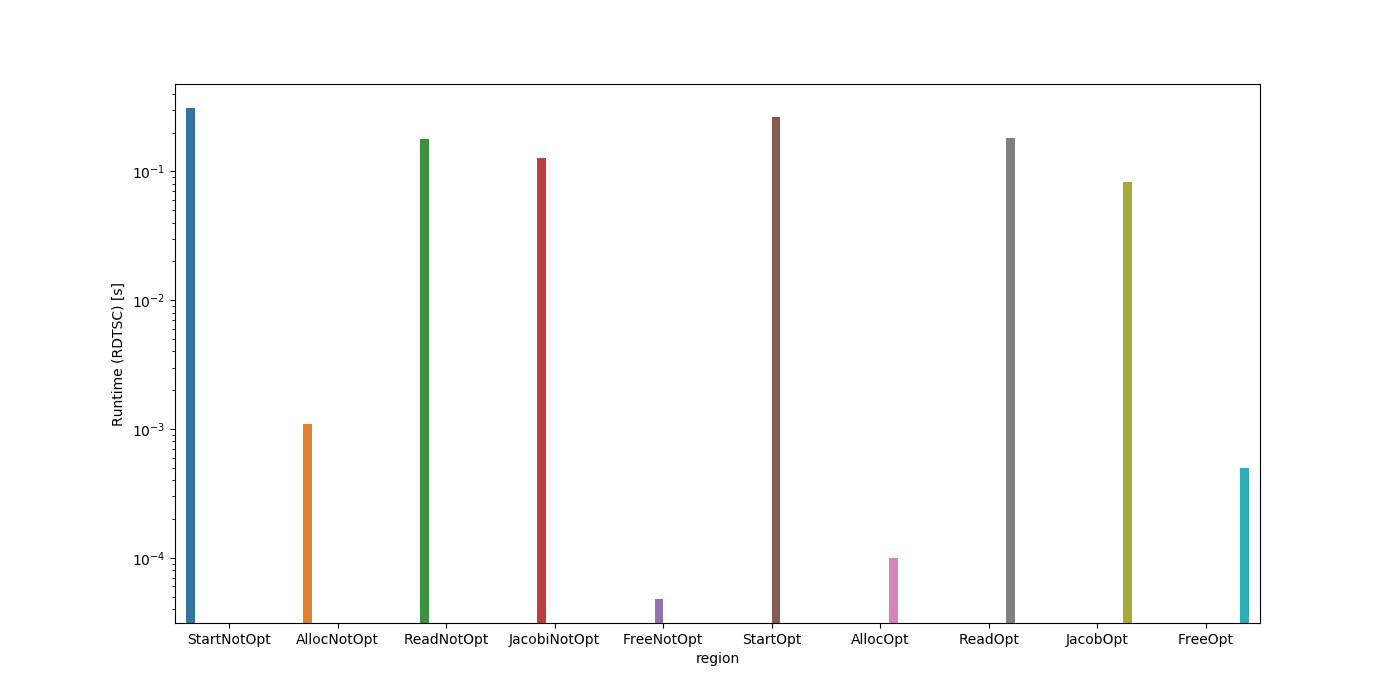 Runtime (RDTSC) [s]
10⁻¹
10⁻²
10⁻³
10⁻⁴
StartNotOpt AllocNotOpt ReadNotOpt JacobiNotOpt FreeNotOpt StartOpt AllocOpt ReadOpt JacobOpt FreeOpt
region